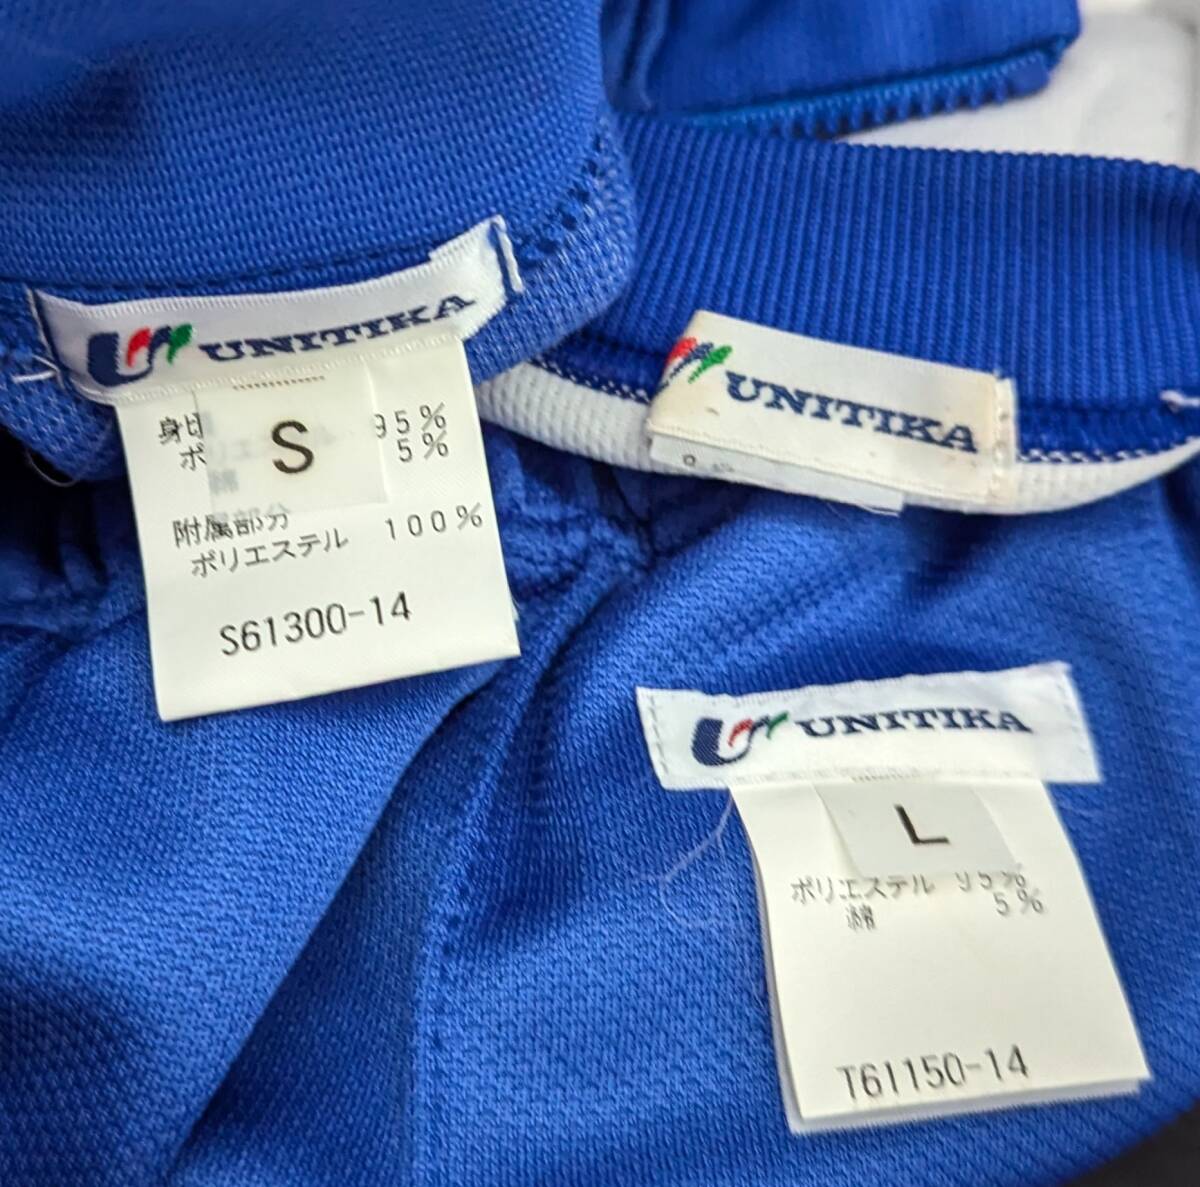 UNITIKA
S
95%
ポ 5%
附属部分
ポリエステル 100%
S61300-14
UNITIKA
UNITIKA
L
ポリエステル 95%
綿 5%
T61150-14